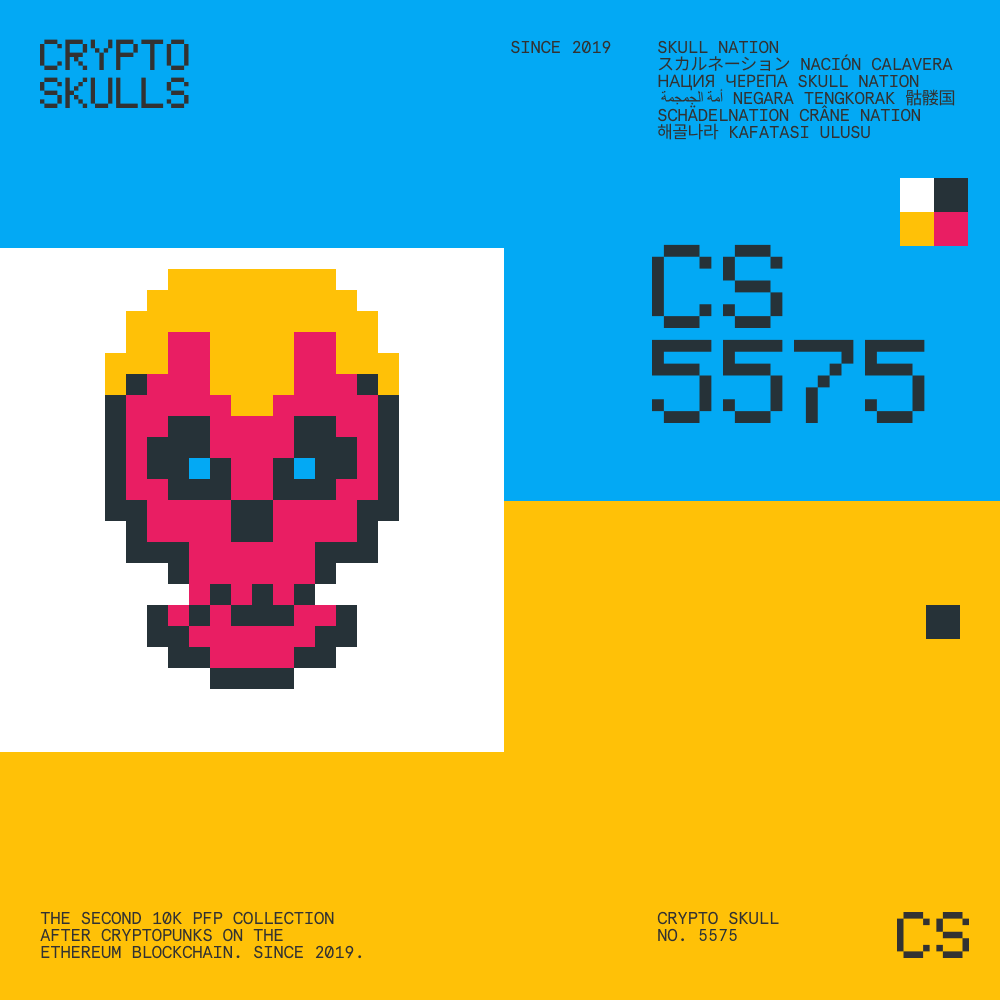 CRYPTO
SKULLS
SINCE 2019
SKULL NATION
スカルネーション NACIÓN CALAVERA
НАЦИЯ ЧЕРЕПА SKULL NATION
أمة الجمجمة NEGARA TENGKORAK 骷髅国
SCHÄDELNATION CRÂNE NATION
해골나라 KAFATASI ULUSU
CS
5575
THE SECOND 10K PFP COLLECTION
AFTER CRYPTOPUNKS ON THE
ETHEREUM BLOCKCHAIN. SINCE 2019.
CRYPTO SKULL
NO. 5575
CS